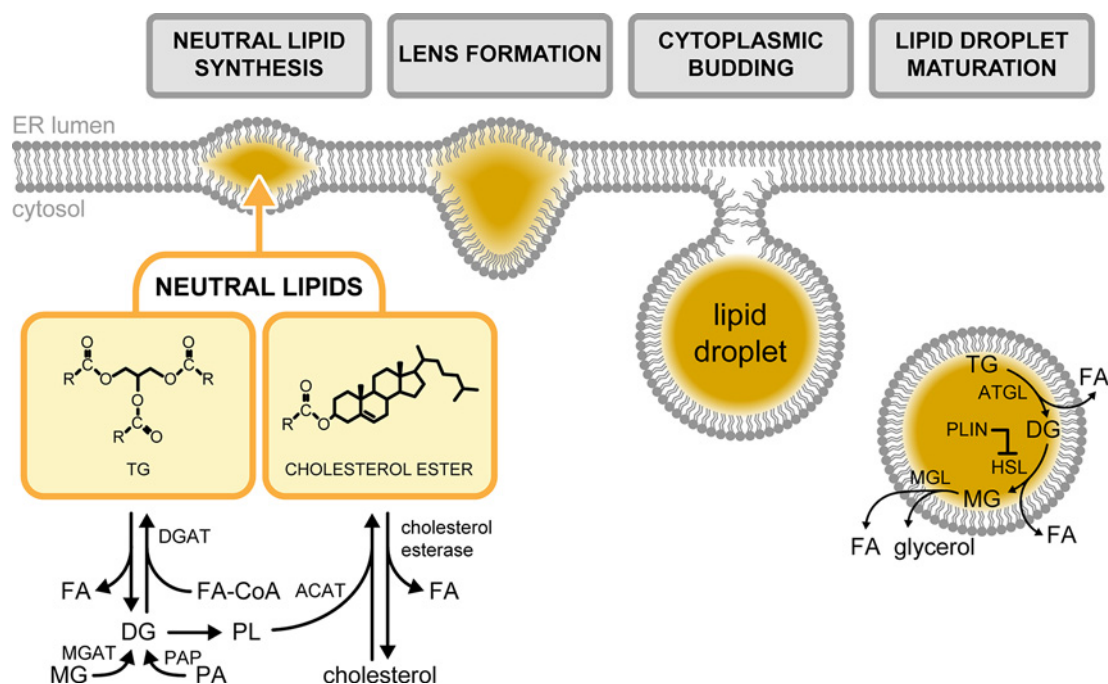 NEUTRAL LIPID
SYNTHESIS
LENS FORMATION
CYTOPLASMIC
BUDDING
LIPID DROPLET
MATURATION
ER lumen
cytosol
NEUTRAL LIPIDS
O
C
R
O
O
C
O
R
O
C
R
O
TG
O
C
R
O
CHOLESTEROL ESTER
lipid
droplet
TG
ATGL
FA
PLIN
DG
HSL
MGL
MG
FA
glycerol
FA
DGAT
FA
FA-CoA
DG
PL
MGAT
PAP
MG
PA
ACAT
cholesterol
esterase
FA
cholesterol